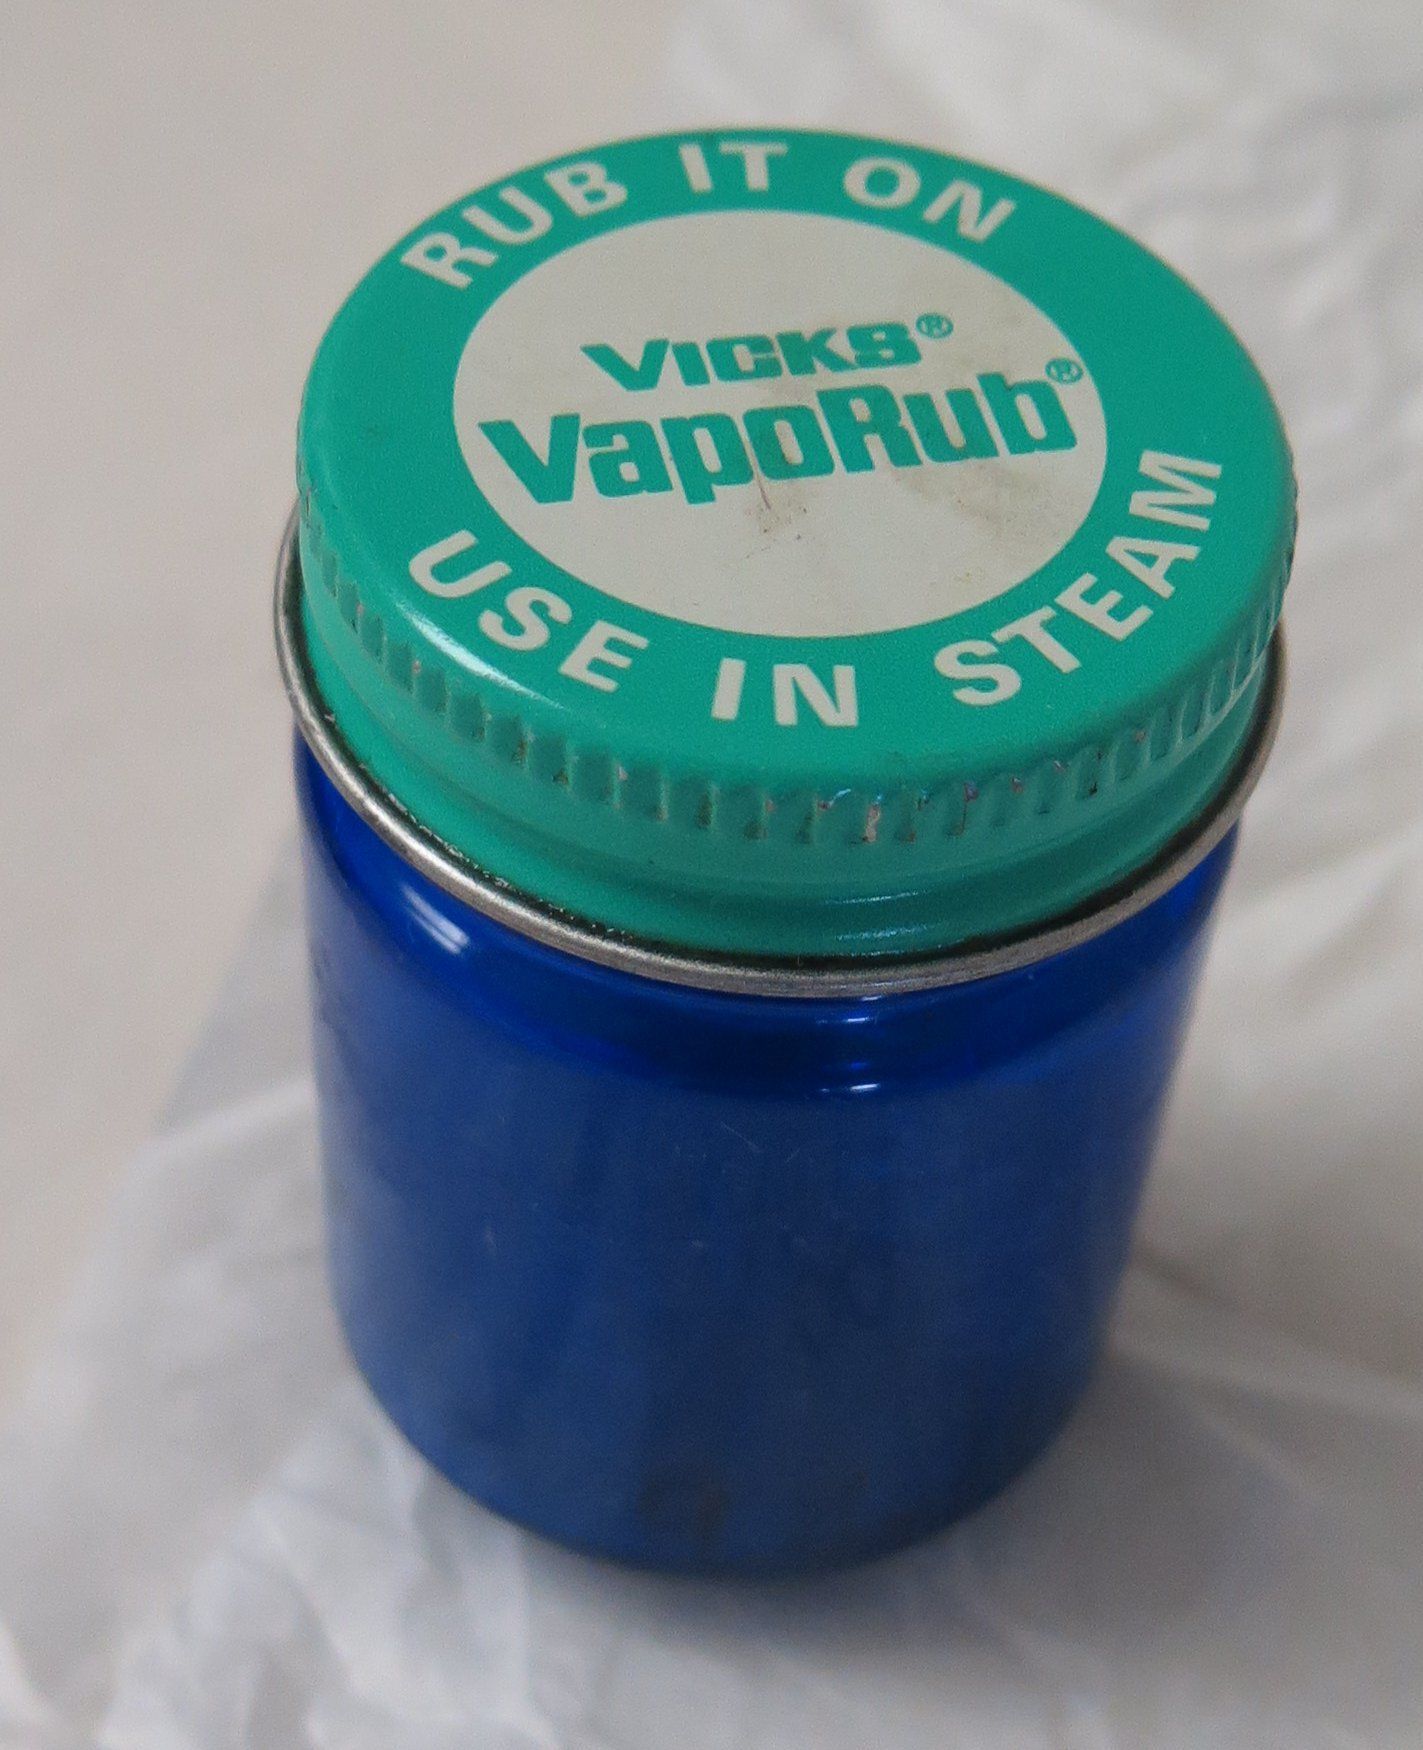 RUB IT ON
VICKS®
VapoRub®
USE IN STEAM